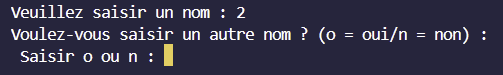 Veuillez saisir un nom : 2
Voulez-vous saisir un autre nom ? (o = oui/n = non) :
Saisir o ou n :